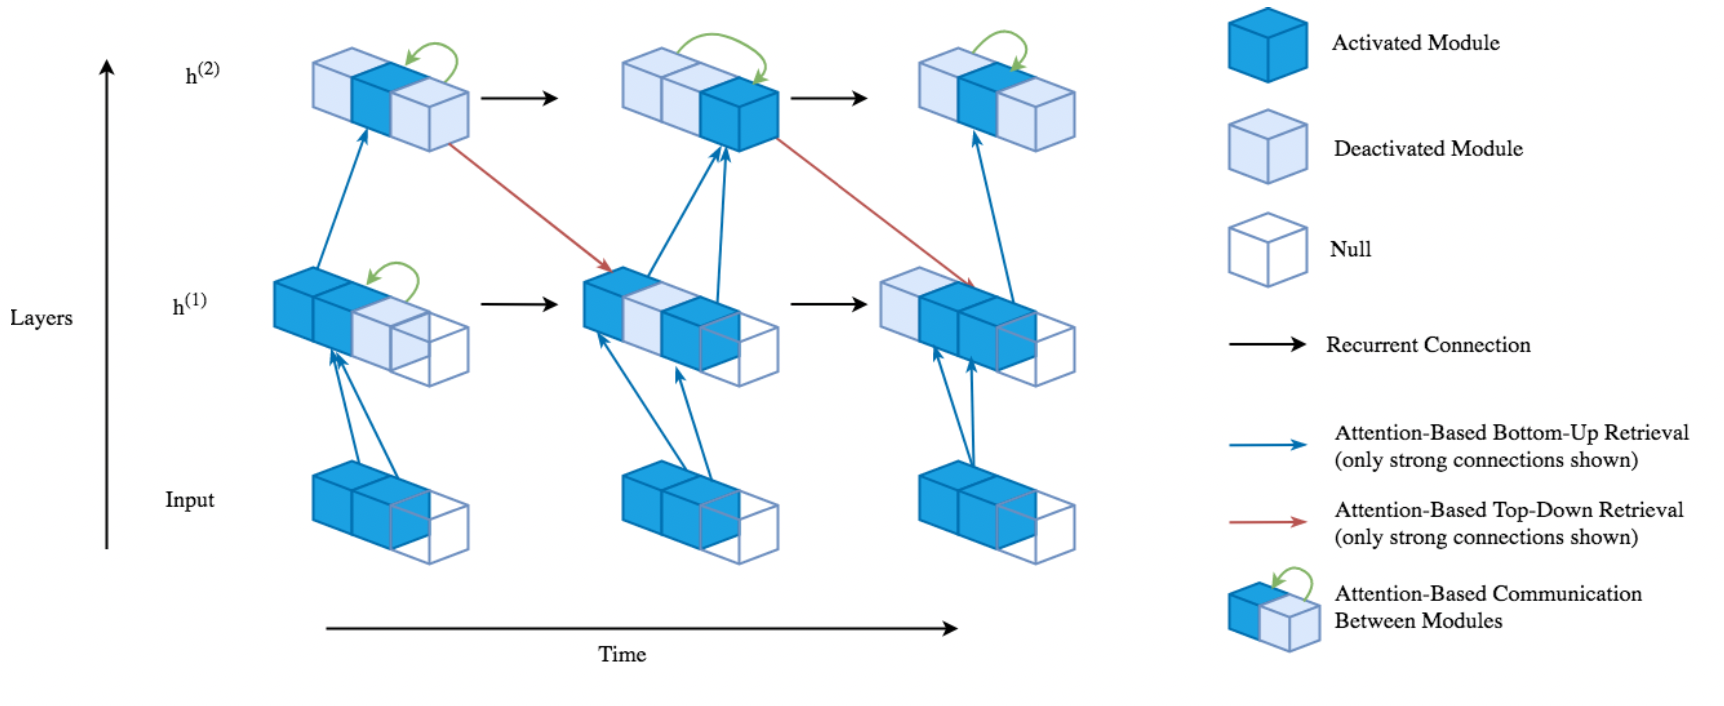 h(2)
h(1)
Layers
Input
Time
Activated Module
Deactivated Module
Null
Recurrent Connection
Attention-Based Bottom-Up Retrieval
(only strong connections shown)
Attention-Based Top-Down Retrieval
(only strong connections shown)
Attention-Based Communication
Between Modules